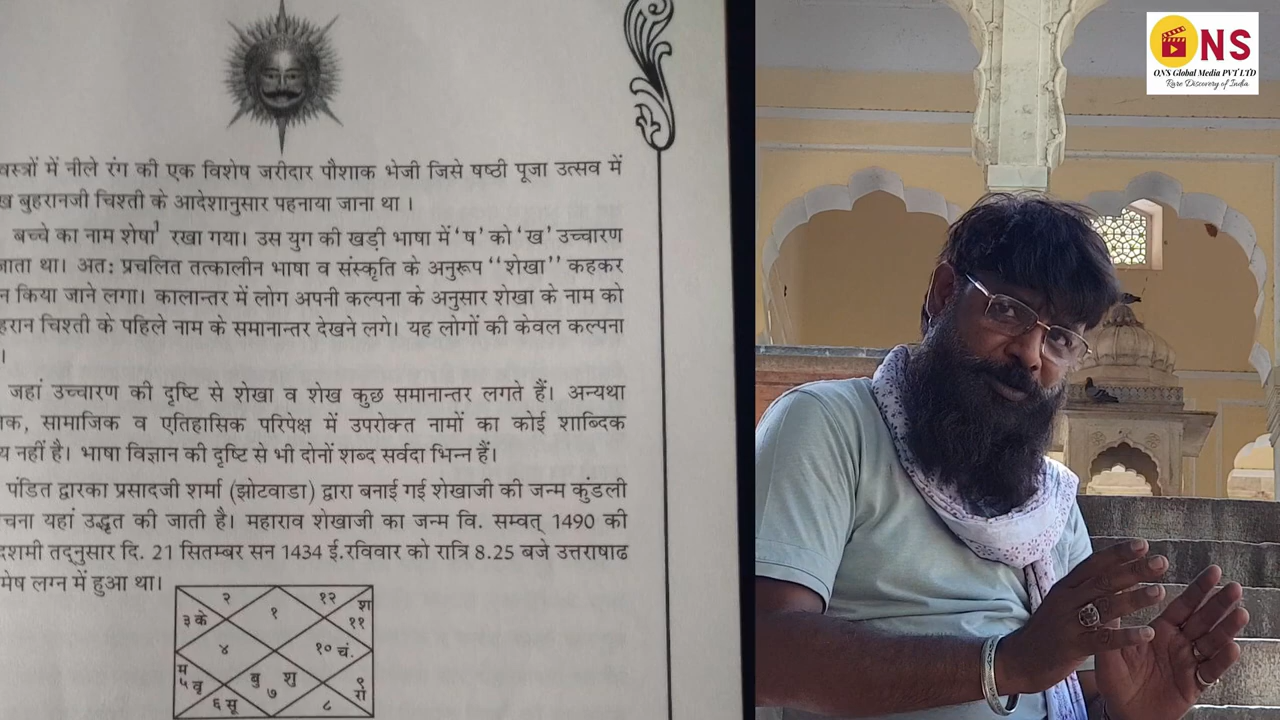 वस्त्रों में नीले रंग की एक विशेष जरीदार पौशाक भेजी जिसे षष्ठी पूजा उत्सव में
ख बुहरानजी चिश्ती के आदेशानुसार पहनाया जाना था ।
बच्चे का नाम शेषा' रखा गया। उस युग की खड़ी भाषा में 'ष' को 'ख' उच्चारण
जाता था। अतः प्रचलित तत्कालीन भाषा व संस्कृति के अनुरूप ''शेखा'' कहकर
न किया जाने लगा। कालान्तर में लोग अपनी कल्पना के अनुसार शेखा के नाम को
हरान चिश्ती के पहिले नाम के समानान्तर देखने लगे। यह लोगों की केवल कल्पना
।
जहां उच्चारण की दृष्टि से शेखा व शेख कुछ समानान्तर लगते हैं। अन्यथा
क, सामाजिक व एतिहासिक परिपेक्ष में उपरोक्त नामों का कोई शाब्दिक
य नहीं है। भाषा विज्ञान की दृष्टि से भी दोनों शब्द सर्वदा भिन्न हैं।
पंडित द्वारका प्रसादजी शर्मा (झोटवाडा) द्वारा बनाई गई शेखाजी की जन्म कुंडली
चना यहां उद्धृत की जाती है। महाराव शेखाजी का जन्म वि. सम्वत् 1490 की
दशमी तद्नुसार दि. 21 सितम्बर सन 1434 ई.रविवार को रात्रि 8.25 बजे उत्तराषाढ
मेष लग्न में हुआ था।
२ १ १२ श
३ के ११
४ १० चं.
म
५ वृ बु शु ९
६ सू ७ ८ रा
ONS
ONS Global Media PVT LTD
Rare Discovery of India